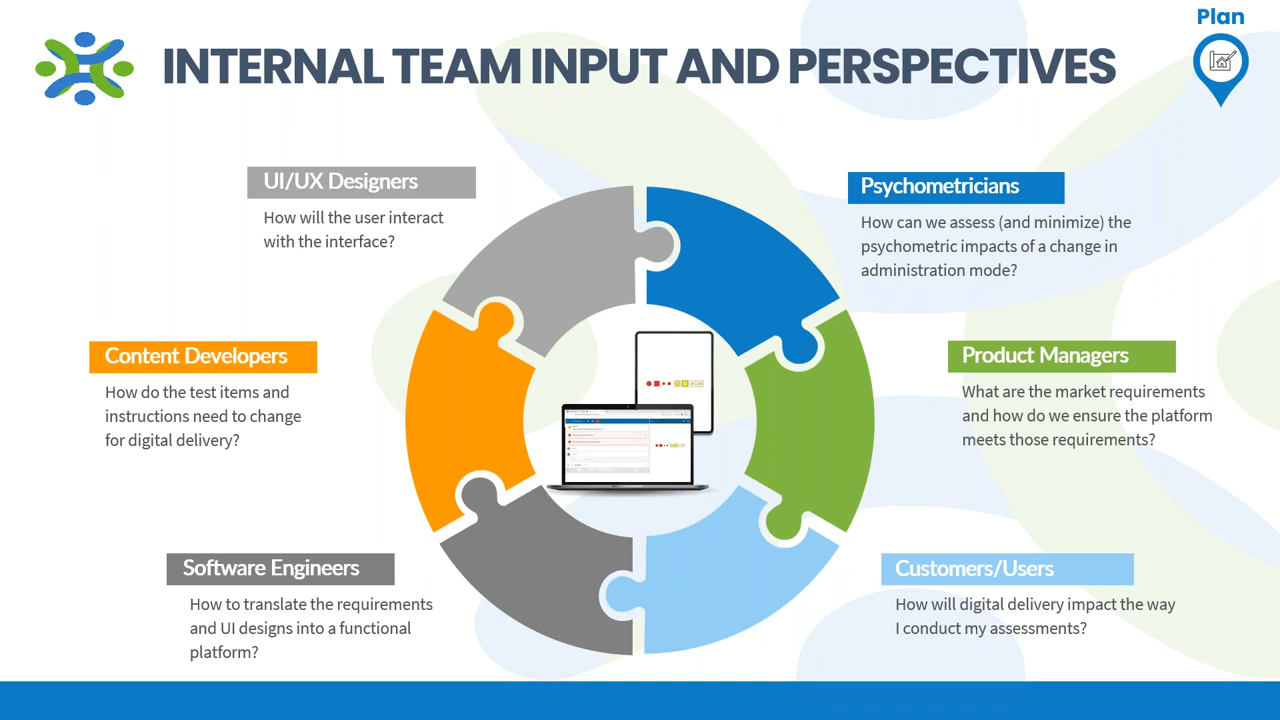 Plan
INTERNAL TEAM INPUT AND PERSPECTIVES
UI/UX Designers
How will the user interact
with the interface?
Psychometricians
How can we assess (and minimize) the
psychometric impacts of a change in
administration mode?
Content Developers
How do the test items and
instructions need to change
for digital delivery?
Product Managers
What are the market requirements
and how do we ensure the platform
meets those requirements?
Software Engineers
How to translate the requirements
and UI designs into a functional
platform?
Customers/Users
How will digital delivery impact the way
I conduct my assessments?